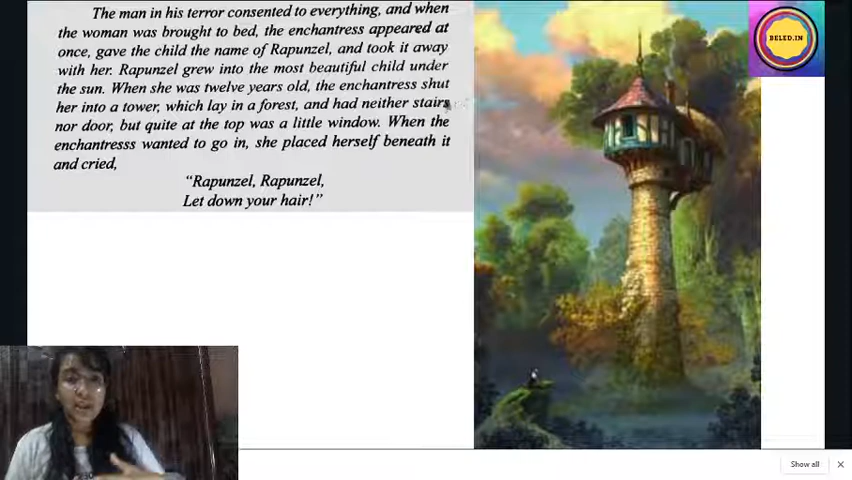 The man in his terror consented to everything, and when
the woman was brought to bed, the enchantress appeared at
once, gave the child the name of Rapunzel, and took it away
with her. Rapunzel grew into the most beautiful child under
the sun. When she was twelve years old, the enchantress shut
her into a tower, which lay in a forest, and had neither stairs
nor door, but quite at the top was a little window. When the
enchantresss wanted to go in, she placed herself beneath it
and cried,
“Rapunzel, Rapunzel,
Let down your hair!”
BELED.IN
Show all